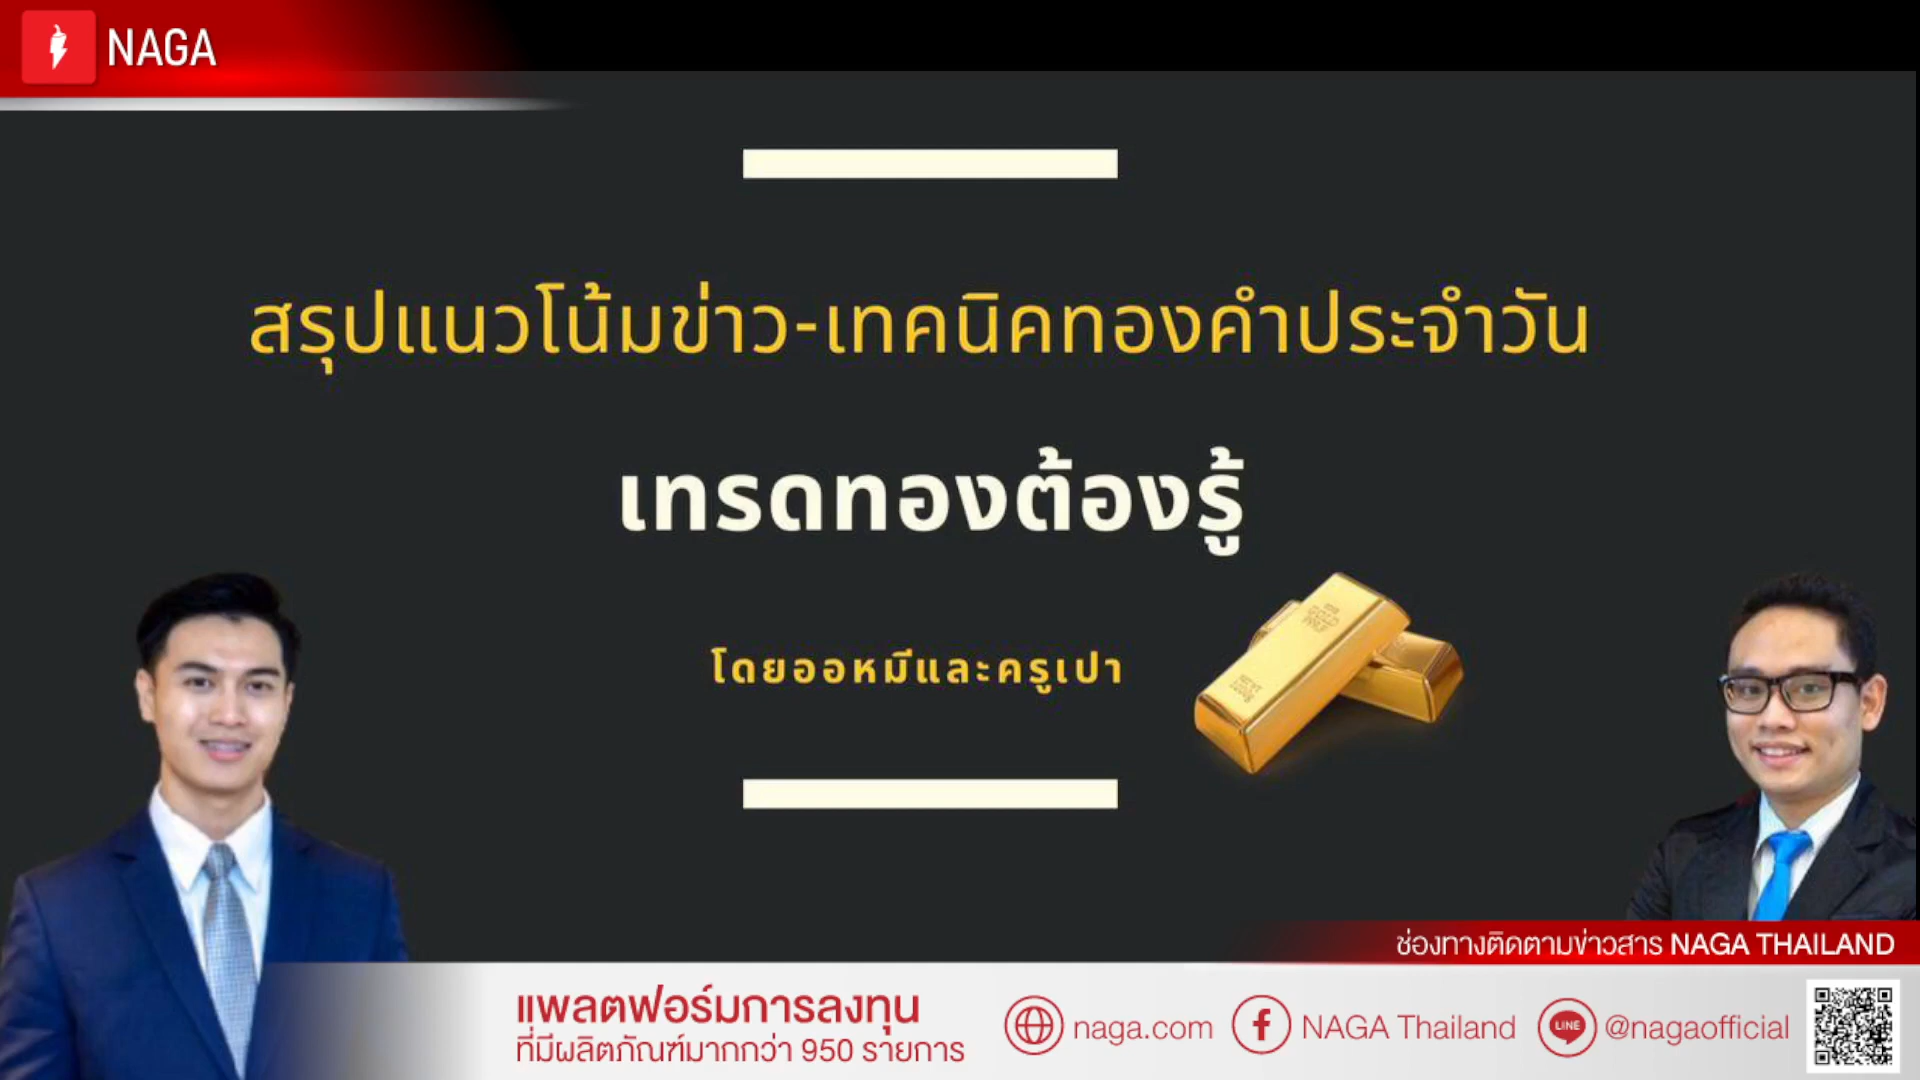 NAGA
สรุปแนวโน้มข่าว-เทคนิคทองคำประจำวัน
เทรดทองต้องรู้
โดยออหมีและครูเปา
ช่องทางติดตามข่าวสาร NAGA THAILAND
แพลตฟอร์มการลงทุน
ที่มีผลิตภัณฑ์มากกว่า 950 รายการ
naga.com
NAGA Thailand
LINE
@nagaofficial